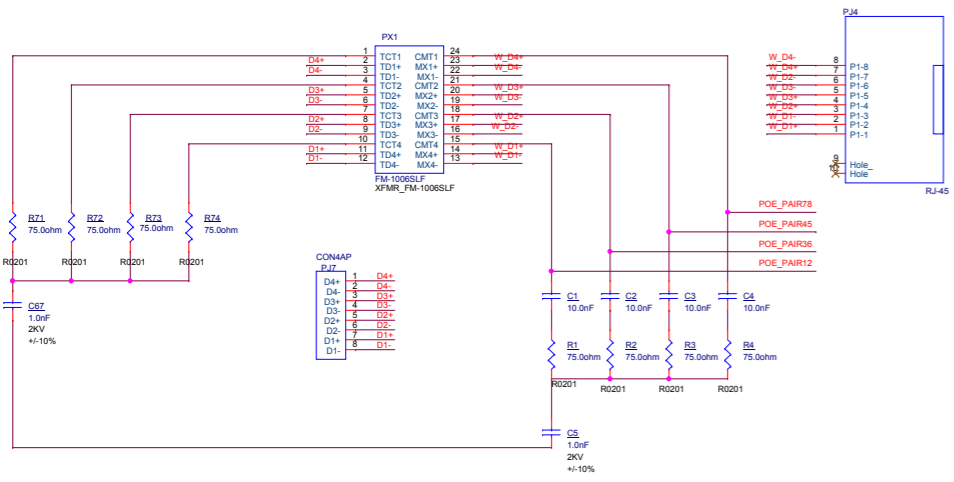 PX1
1 TCT1 CMT1 24
D4+ 2 TD1+ MX1+ 23 W_D4+
D4- 3 TD1- MX1- 22 W_D4-
4 TCT2 CMT2 21
D3+ 5 TD2+ MX2+ 20 W_D3+
D3- 6 TD2- MX2- 19 W_D3-
7 TCT3 CMT3 18
D2+ 8 TD3+ MX3+ 17 W_D2+
D2- 9 TD3- MX3- 16 W_D2-
10 TCT4 CMT4 15
D1+ 11 TD4+ MX4+ 14 W_D1+
D1- 12 TD4- MX4- 13 W_D1-
FM-1006SLF
XFMR_FM-1006SLF
PJ4
W_D4- 8 P1-8
W_D4+ 7 P1-7
W_D2- 6 P1-6
W_D3- 5 P1-5
W_D3+ 4 P1-4
W_D2+ 3 P1-3
W_D1- 2 P1-2
W_D1+ 1 P1-1
9 Hole_
10 Hole
RJ-45
POE_PAIR78
POE_PAIR45
POE_PAIR36
POE_PAIR12
R71 R72 R73 R74
75.0ohm 75.0ohm 75.0ohm 75.0ohm
R0201 R0201 R0201 R0201
C67
1.0nF
2KV
+/-10%
CON4AP
PJ7
D4+ 1 D4+
D4- 2 D4-
D3+ 3 D3+
D3- 4 D3-
D2+ 5 D2+
D2- 6 D2-
D1+ 7 D1+
D1- 8 D1-
C1 C2 C3 C4
10.0nF 10.0nF 10.0nF 10.0nF
R1 R2 R3 R4
75.0ohm 75.0ohm 75.0ohm 75.0ohm
R0201 R0201 R0201 R0201
C5
1.0nF
2KV
+/-10%